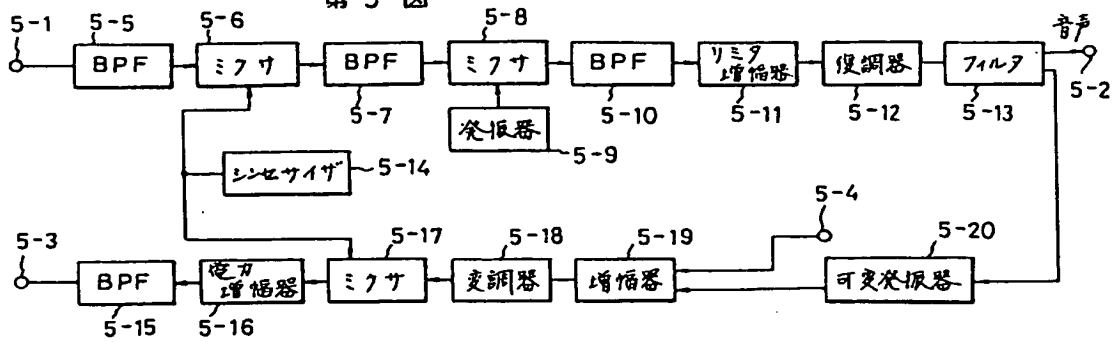 第5図
5-1
5-5
5-6
5-8
音声
BPF
ミクサ
BPF
ミクサ
BPF
リミタ
増幅器
復調器
フィルタ
5-7
5-10
5-11
5-12
5-13
5-2
発振器
5-9
シンセサイザ
5-14
5-4
5-3
5-17
5-18
5-19
5-20
BPF
電力
増幅器
ミクサ
変調器
増幅器
可変発振器
5-15
5-16